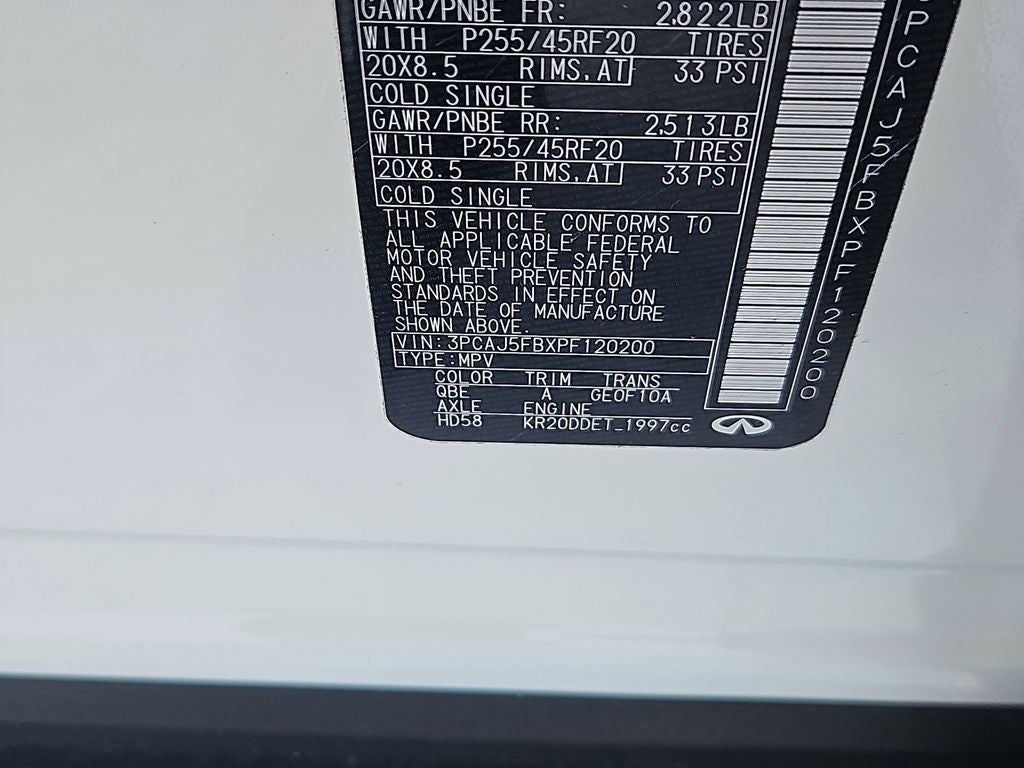 GAWR/PNBE FR: 2,822LB
WITH P255/45RF20 TIRES
20X8.5 RIMS,AT 33 PSI
COLD SINGLE
GAWR/PNBE RR: 2,513LB
WITH P255/45RF20 TIRES
20X8.5 RIMS,AT 33 PSI
COLD SINGLE
THIS VEHICLE CONFORMS TO
ALL APPLICABLE FEDERAL
MOTOR VEHICLE SAFETY
AND THEFT PREVENTION
STANDARDS IN EFFECT ON
THE DATE OF MANUFACTURE
SHOWN ABOVE.
VIN:3PCAJ5FBXPF120200
TYPE:MPV
COLOR TRIM TRANS
QBE A GEOF10A
AXLE ENGINE
HD58 KR20DDET_1997cc
PCAJ5FBXPF120200